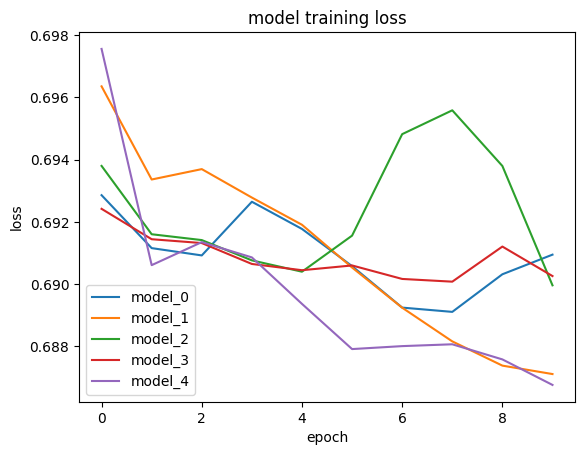 model training loss
loss
0.698
0.696
0.694
0.692
0.690
0.688
model_0
model_1
model_2
model_3
model_4
0
2
4
6
8
epoch